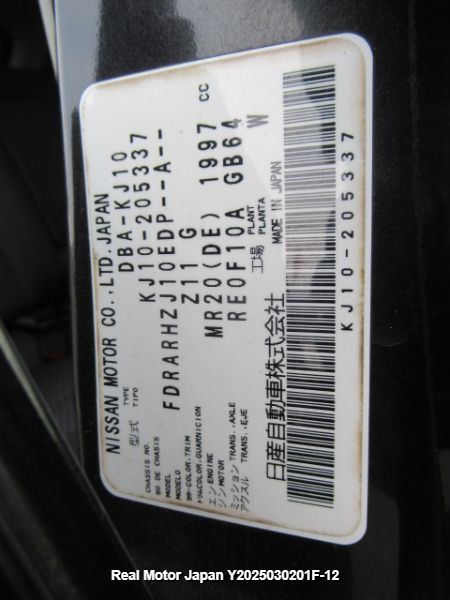 NISSAN MOTOR CO.,LTD.JAPAN
型式 TYPE TIPO DBA-KJ10
CHASSIS NO. NO.DE CHASIS KJ10-205337
MODEL MODELO FDRARHZJ10EDP--A--
COLOR,TRIM COLOR,GUARNICION Z11 G
エンジン ENGINE MOTOR MR20(DE) 1997 CC
ミッション アクスル TRANS.,AXLE TRANS.,EJE RE0F10A GB64
工場 PLANT PLANTA W
日産自動車株式会社 MADE IN JAPAN
KJ10-205337
Real Motor Japan Y2025030201F-12